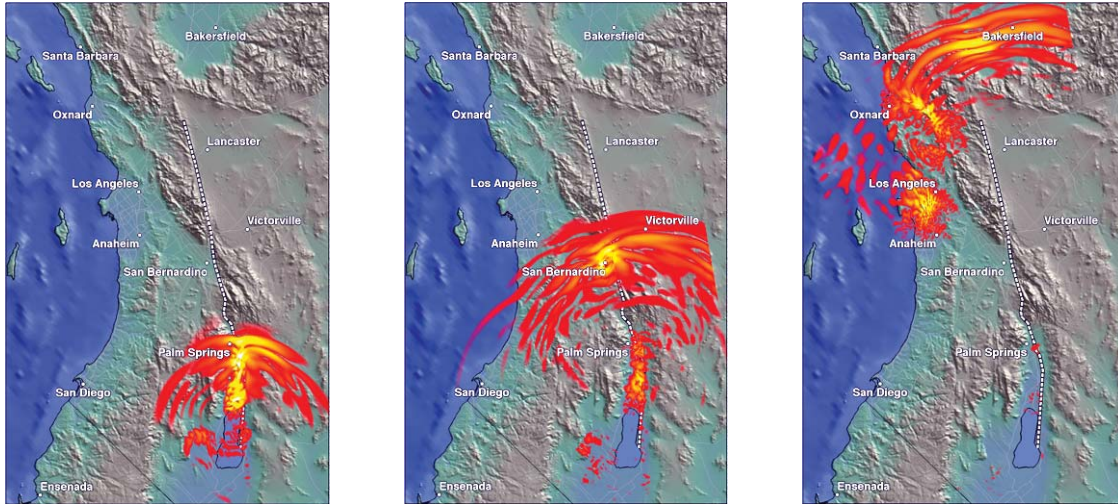 Bakersfield
Santa Barbara
Oxnard
Lancaster
Los Angeles
Victorville
Anaheim
San Bernardino
Palm Springs
San Diego
Ensenada
Bakersfield
Santa Barbara
Oxnard
Lancaster
Los Angeles
Victorville
Anaheim
San Bernardino
Palm Springs
San Diego
Ensenada
Bakersfield
Santa Barbara
Oxnard
Lancaster
Los Angeles
Victorville
Anaheim
San Bernardino
Palm Springs
San Diego
Ensenada